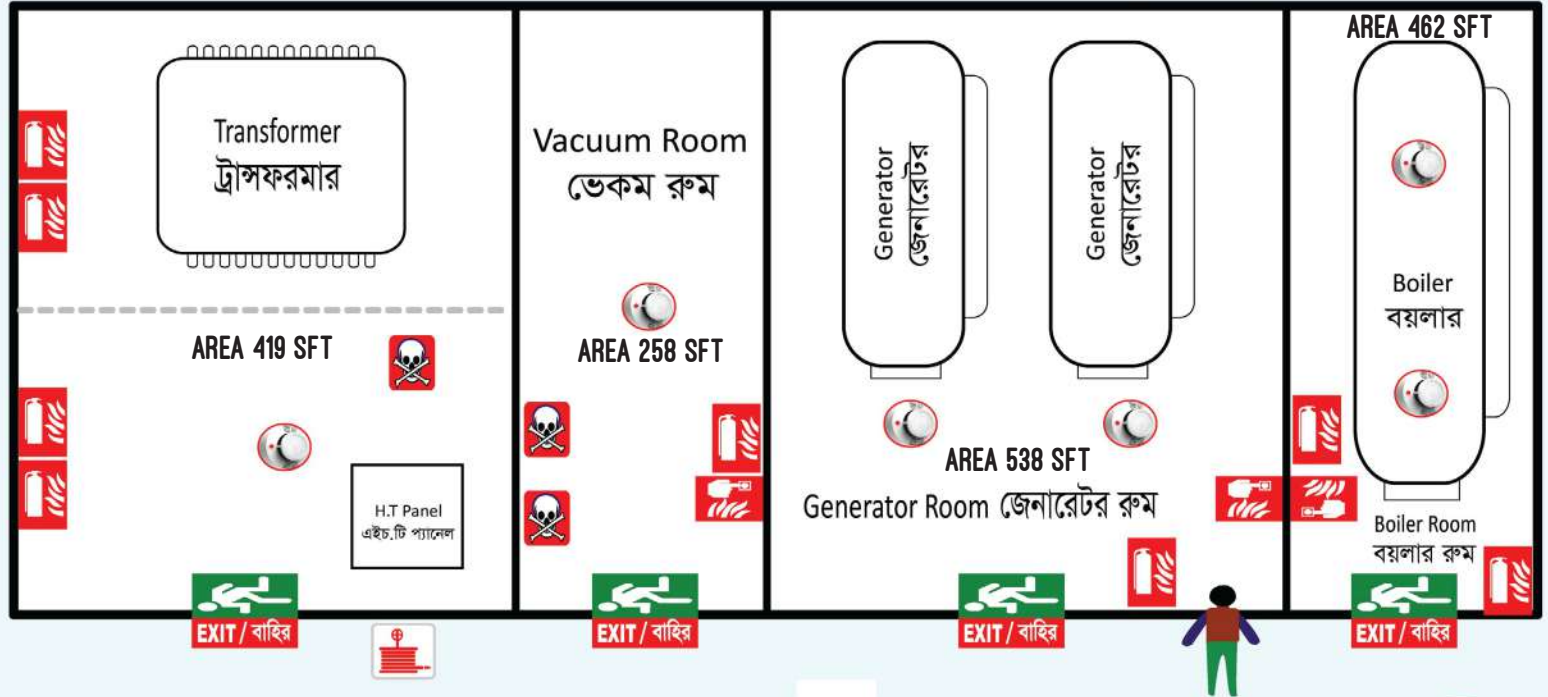 Transformer
ট্রান্সফরমার
AREA 419 SFT
H.T Panel
এইচ.টি প্যানেল
EXIT / বাহির
Vacuum Room
ভেকম রুম
AREA 258 SFT
EXIT / বাহির
Generator
জেনারেটর
Generator
জেনারেটর
AREA 538 SFT
Generator Room জেনারেটর রুম
EXIT / বাহির
AREA 462 SFT
Boiler
বয়লার
Boiler Room
বয়লার রুম
EXIT / বাহির